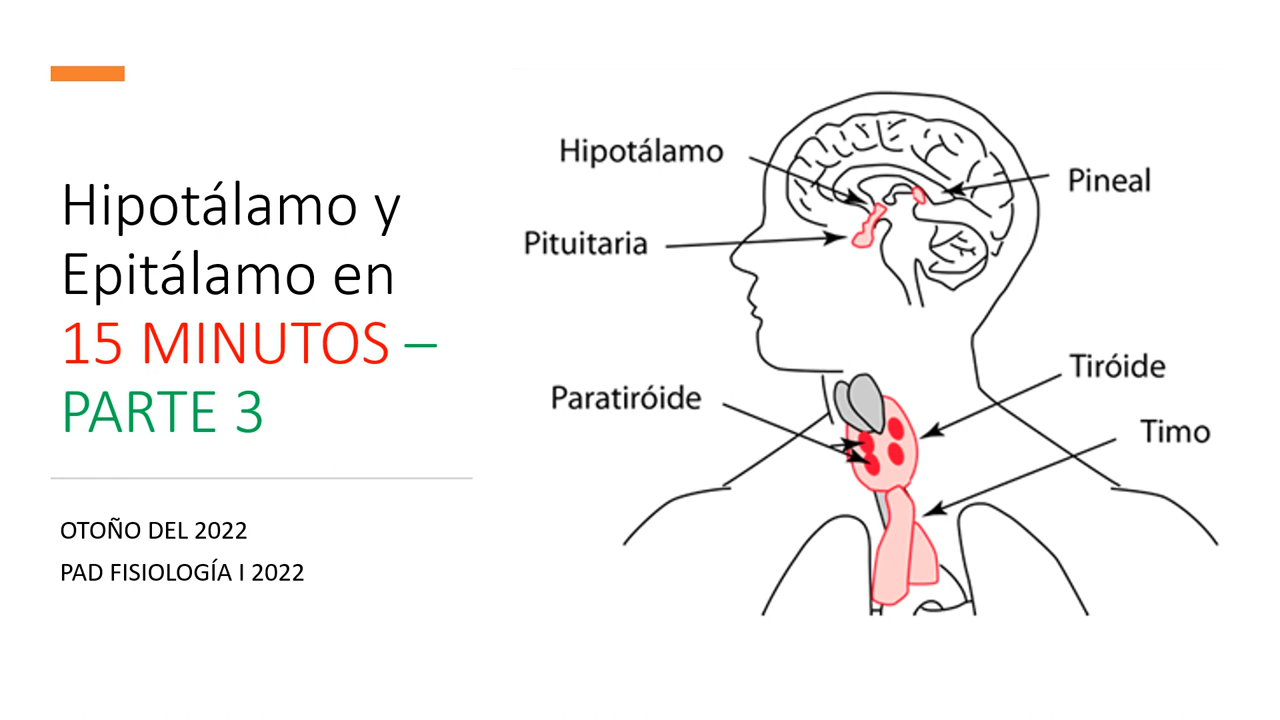 Hipotálamo y
Epitálamo en
15 MINUTOS –
PARTE 3
OTOÑO DEL 2022
PAD FISIOLOGÍA I 2022
Hipotálamo
Pineal
Pituitaria
Tiróide
Paratiróide
Timo